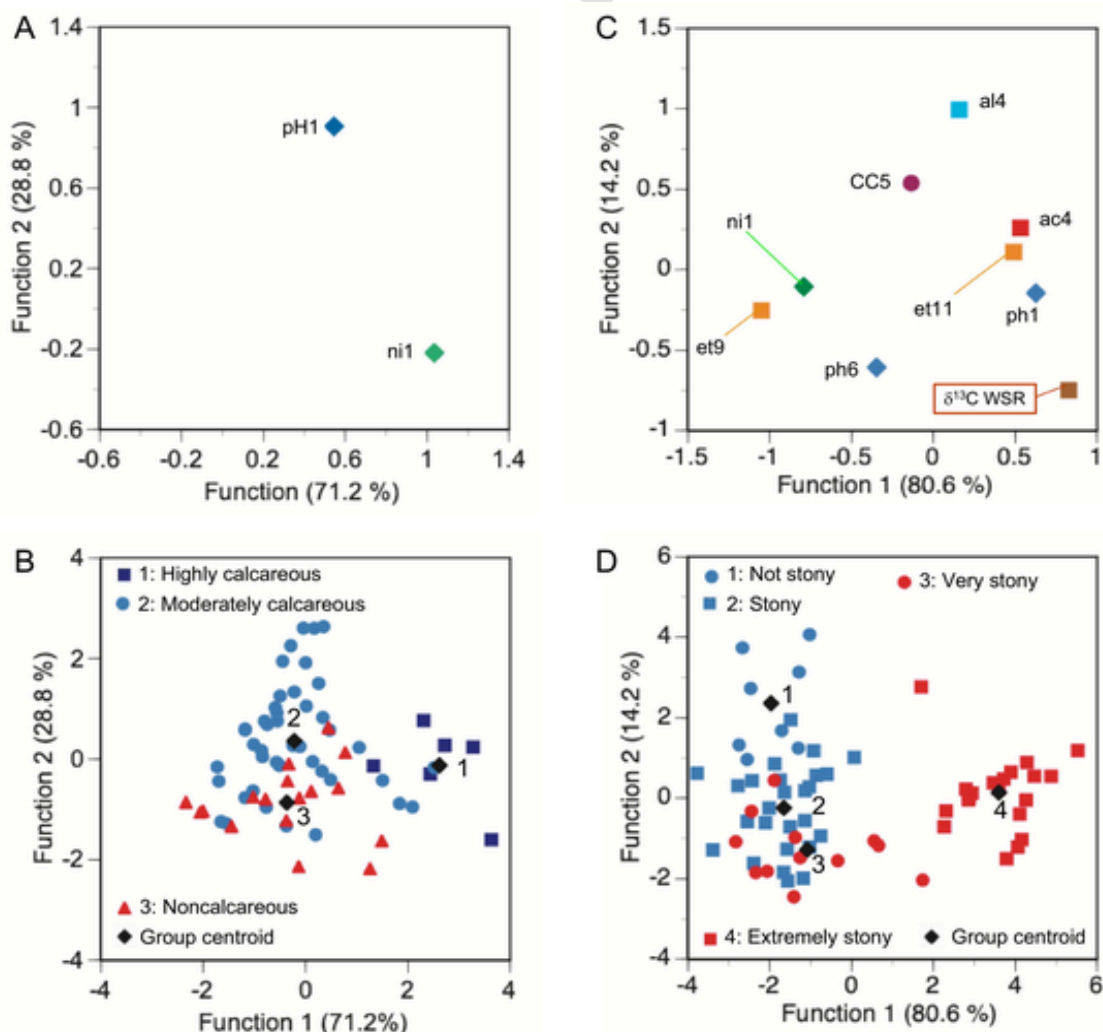 A
1.4
1
0.6
0.2
-0.2
-0.6
Function 2 (28.8 %)
pH1
ni1
-0.6 -0.2 0.2 0.6 1 1.4
Function (71.2 %)
C
1.4
1
0.5
0
-0.5
-1
Function 2 (14.2 %)
al4
CC5
ni1
ac4
et11
ph1
et9
ph6
δ¹³C WSR
-1.5 -1 -0.5 0 0.5 1
Function 1 (80.6 %)
B
4
2
0
-2
-4
Function 2 (28.8 %)
1: Highly calcareous
2: Moderately calcareous
2
1
3
3: Noncalcareous
Group centroid
-4 -2 0 2 4
Function 1 (71.2%)
D
6
4
2
0
-2
-4
Function 2 (14.2 %)
1: Not stony
3: Very stony
2: Stony
1
2
4
3
4: Extremely stony
Group centroid
-4 -2 0 2 4 6
Function 1 (80.6 %)